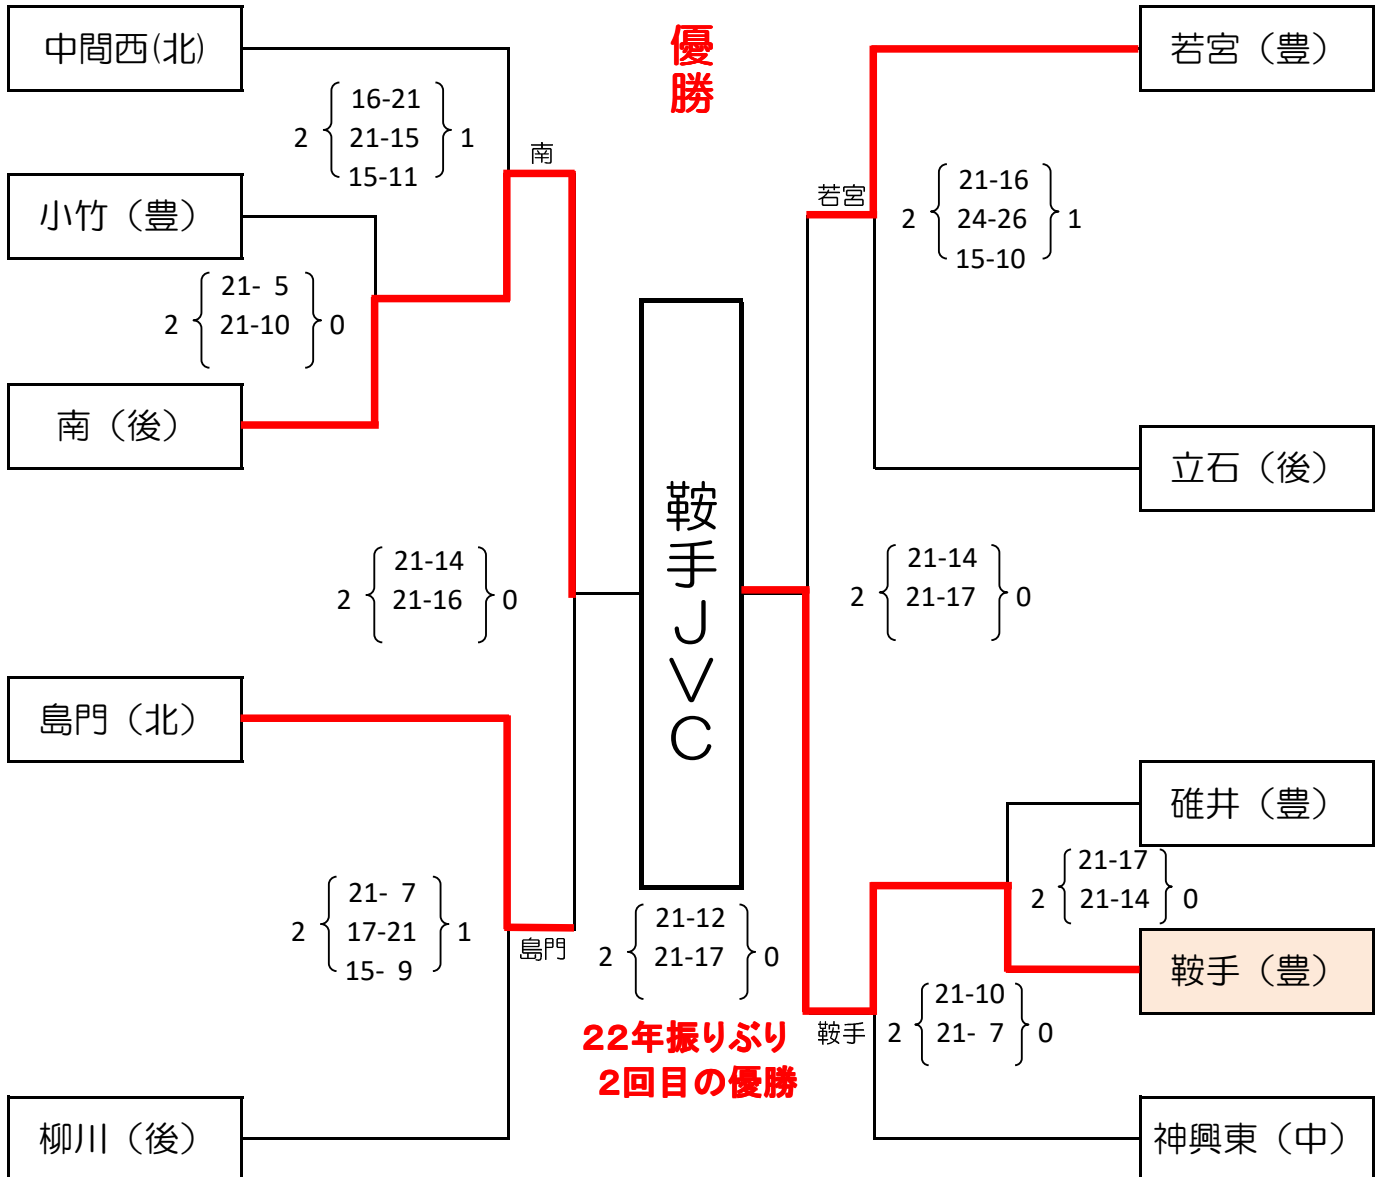 優勝
中間西(北)
16-21
2 21-15 1
15-11
南
小竹（豊）
21- 5
2 21-10 0
南（後）
21-14
2 21-16 0
島門（北）
21- 7
2 17-21 1
15- 9
島門
柳川（後）
鞍手ＪＶＣ
21-12
2 21-17 0
22年振りぶり
2回目の優勝
若宮（豊）
若宮
21-16
2 24-26 1
15-10
立石（後）
21-14
2 21-17 0
碓井（豊）
21-17
2 21-14 0
鞍手（豊）
鞍手
21-10
2 21- 7 0
神興東（中）